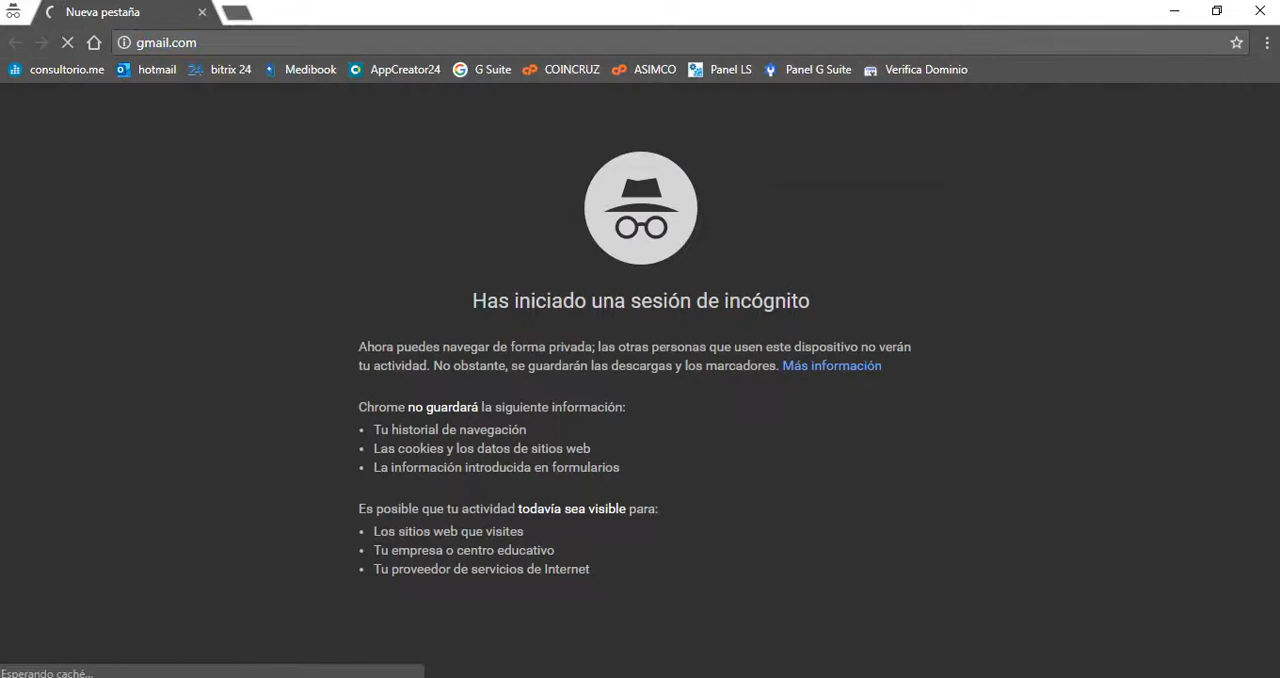 Nueva pestaña
gmail.com
consultorio.me hotmail 24 bitrix 24 Medibook AppCreator24 G Suite COINCRUZ ASIMCO Panel LS Panel G Suite Verifica Dominio
Has iniciado una sesión de incógnito
Ahora puedes navegar de forma privada; las otras personas que usen este dispositivo no verán
tu actividad. No obstante, se guardarán las descargas y los marcadores. Más información
Chrome no guardará la siguiente información:
• Tu historial de navegación
• Las cookies y los datos de sitios web
• La información introducida en formularios
Es posible que tu actividad todavía sea visible para:
• Los sitios web que visites
• Tu empresa o centro educativo
• Tu proveedor de servicios de Internet
Esperando caché...